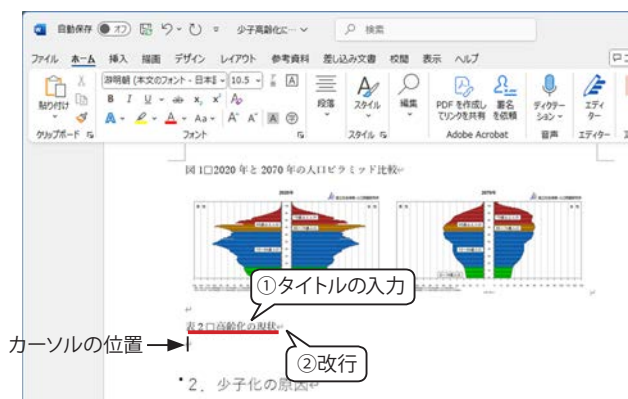 自動保存 オフ 少子高齢化に… 検索
ファイル ホーム 挿入 描画 デザイン レイアウト 参考資料 差し込み文書 校閲 表示 ヘルプ
游明朝 (本文のフォント - 日本語 10.5
貼り付け B I U ab x₂ x² 段落 スタイル 編集 PDF を作成してリンクを共有 署名を依頼 ディクテーション エディター
A Aa A^ A˅ A 字
クリップボード フォント スタイル Adobe Acrobat 音声 エディター
図 1□2020 年と 2070 年の人口ピラミッド比較
2020年 2070年
①タイトルの入力
表 2□高齢化の現状
カーソルの位置
②改行
2．少子化の原因